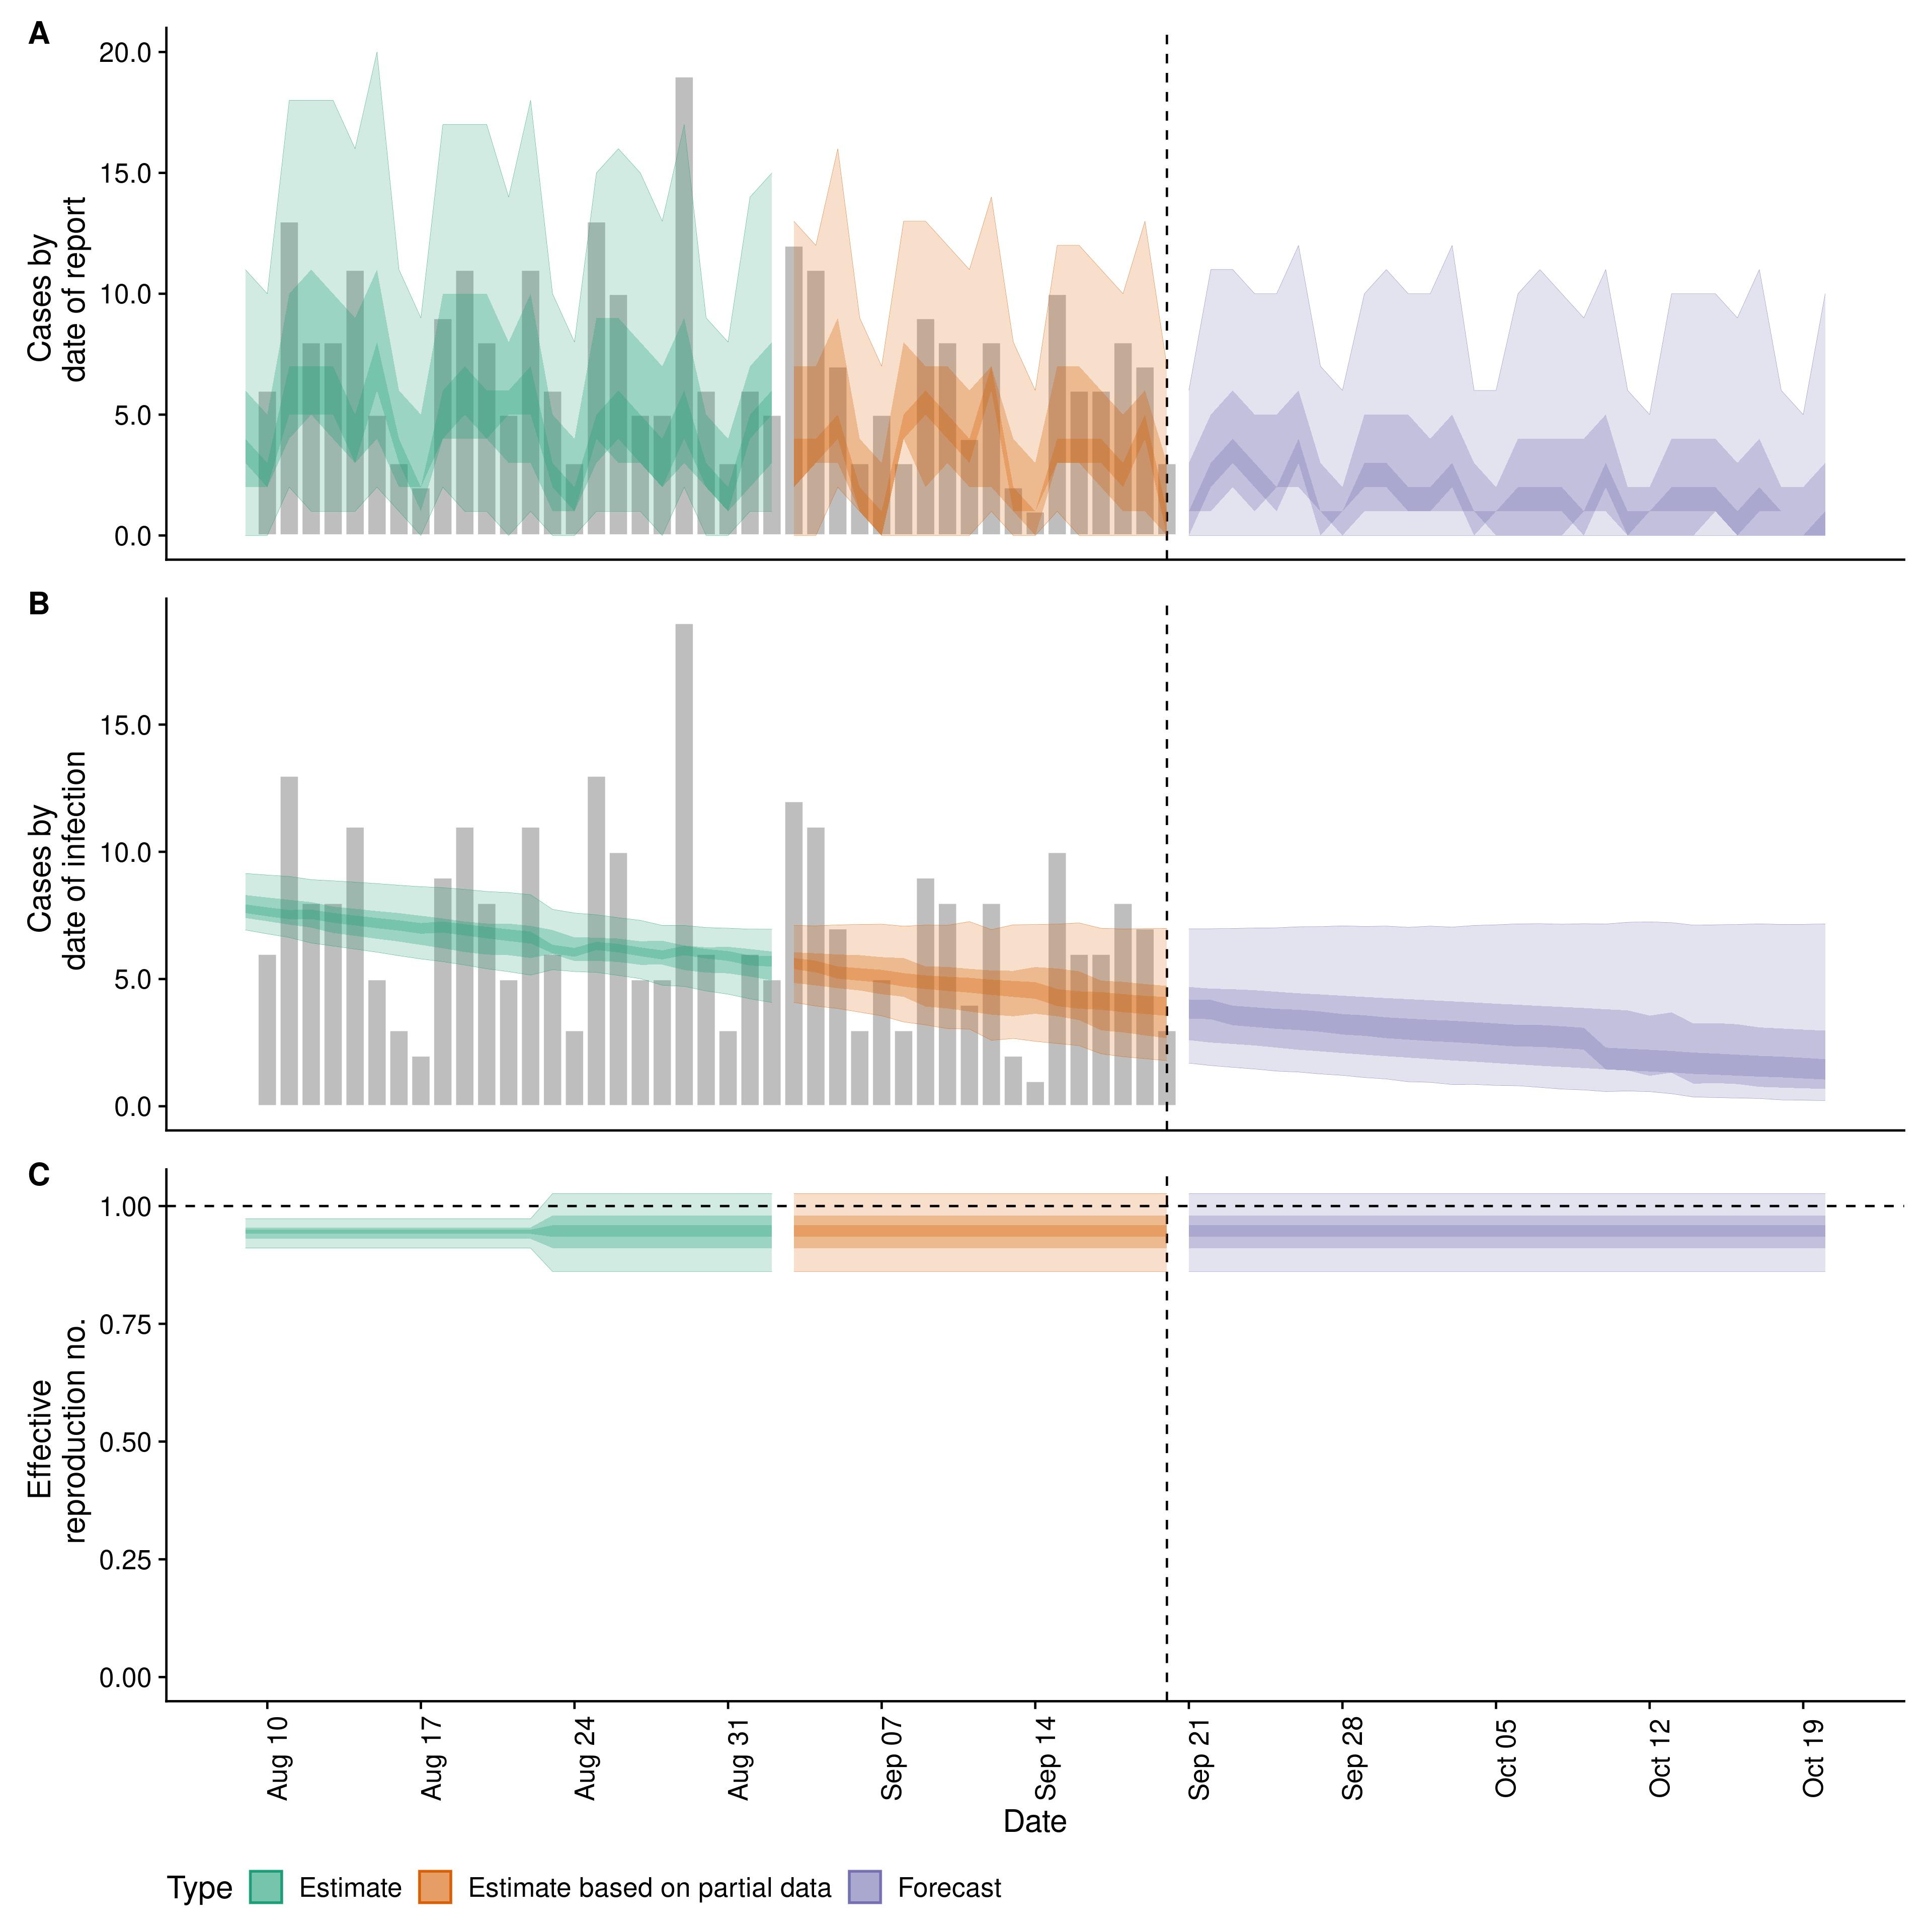 A
20.0
15.0
10.0
5.0
0.0
Cases by
date of report
B
15.0
10.0
5.0
0.0
Cases by
date of infection
C
1.00
0.75
0.50
0.25
0.00
Effective
reproduction no.
Aug 10
Aug 17
Aug 24
Aug 31
Sep 07
Sep 14
Sep 21
Sep 28
Oct 05
Oct 12
Oct 19
Date
Type Estimate Estimate based on partial data Forecast